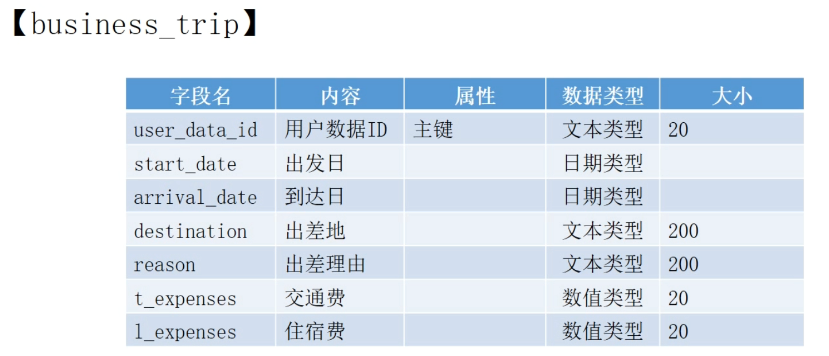 【business_trip】
字段名 内容 属性 数据类型 大小
user_data_id 用户数据ID 主键 文本类型 20
start_date 出发日 日期类型
arrival_date 到达日 日期类型
destination 出差地 文本类型 200
reason 出差理由 文本类型 200
t_expenses 交通费 数值类型 20
l_expenses 住宿费 数值类型 20